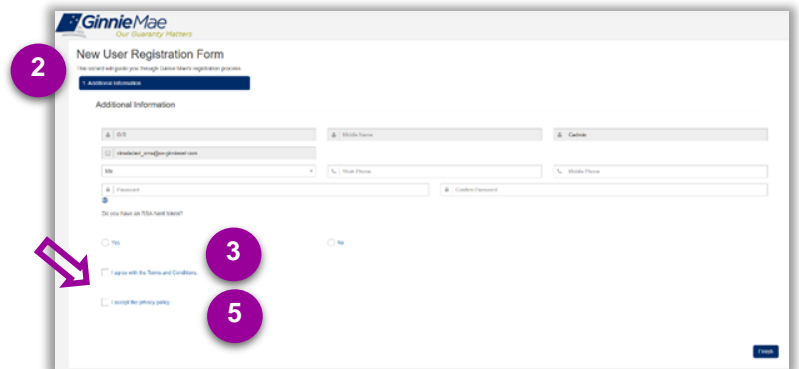 GinnieMae
Our Guaranty Matters
New User Registration Form
2
This wizard will guide you through Ginnie Mae's registration process.
1 Additional Information
Additional Information
Middle Name
Mobile Phone
Work Phone
Password
Confirm Password
Do you have an RSA hard token?
Yes
No
3
I agree with the Terms and Conditions.
I accept the privacy policy
5
Finish